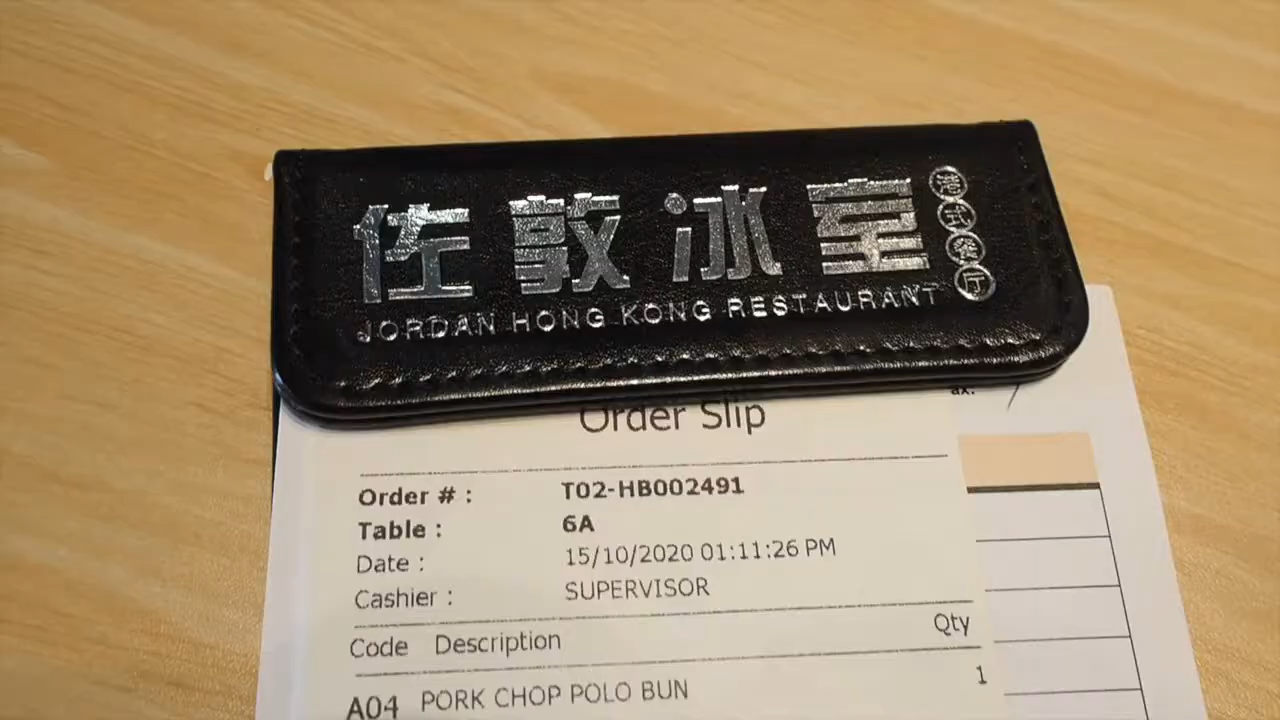 佐敦冰室
港式餐厅
JORDAN HONG KONG RESTAURANT
ax.
Order Slip
Order # : T02-HB002491
Table : 6A
Date : 15/10/2020 01:11:26 PM
Cashier : SUPERVISOR
Code Description Qty
A04 PORK CHOP POLO BUN 1